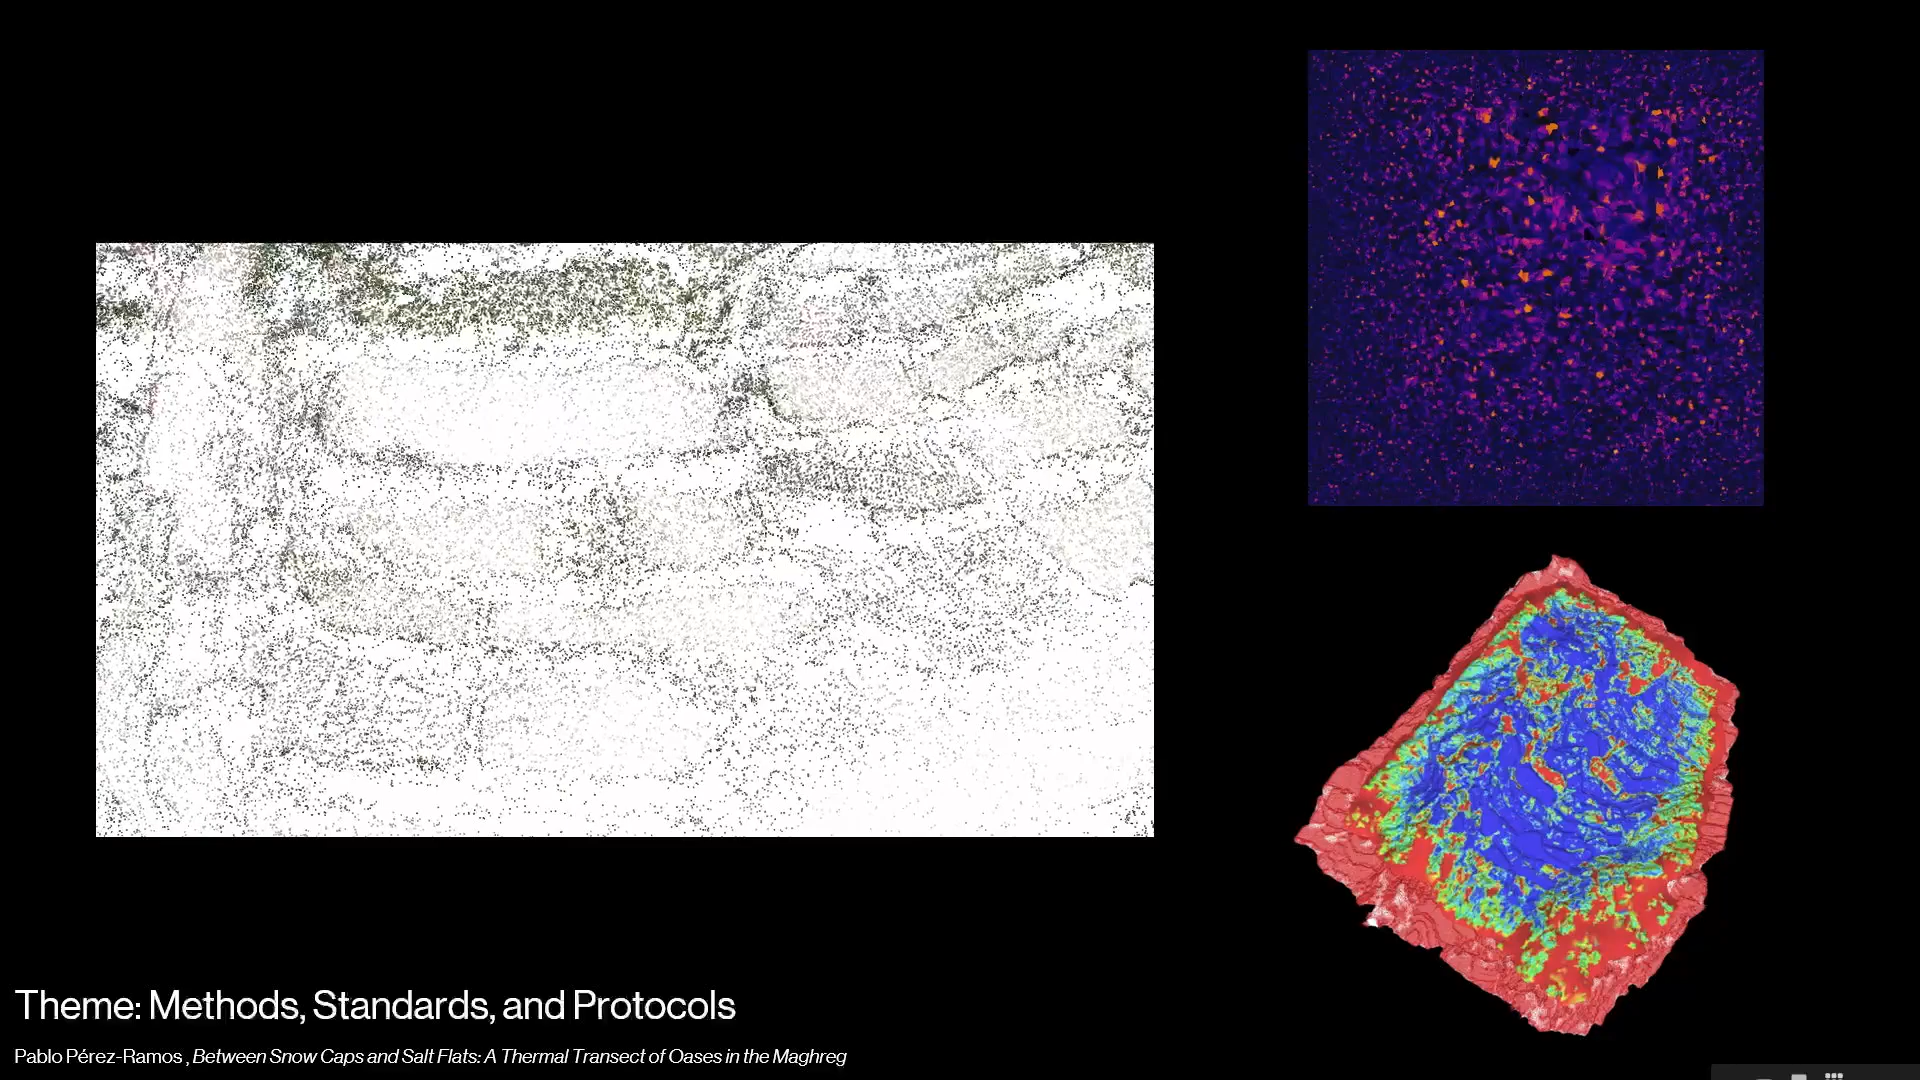 Theme: Methods, Standards, and Protocols
Pablo Pérez-Ramos , Between Snow Caps and Salt Flats: A Thermal Transect of Oases in the Maghreg